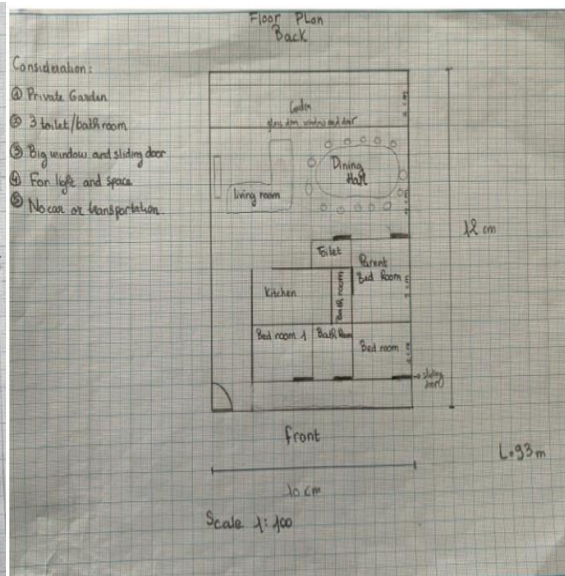 Floor Plan
Back
Consideration:
① Private Garden
② 3 toilet/bathroom
③ Big window and sliding door
④ For light and space
⑤ No car or transportation.
Garden
glass door window and door
Dining
Hall
living room
12 cm
Toilet
Parent
Bed Room
Kitchen
Bath room
Bed room 1
Bath Room
Bed room
sliding
door
Front
L=93m
10 cm
Scale 1:100